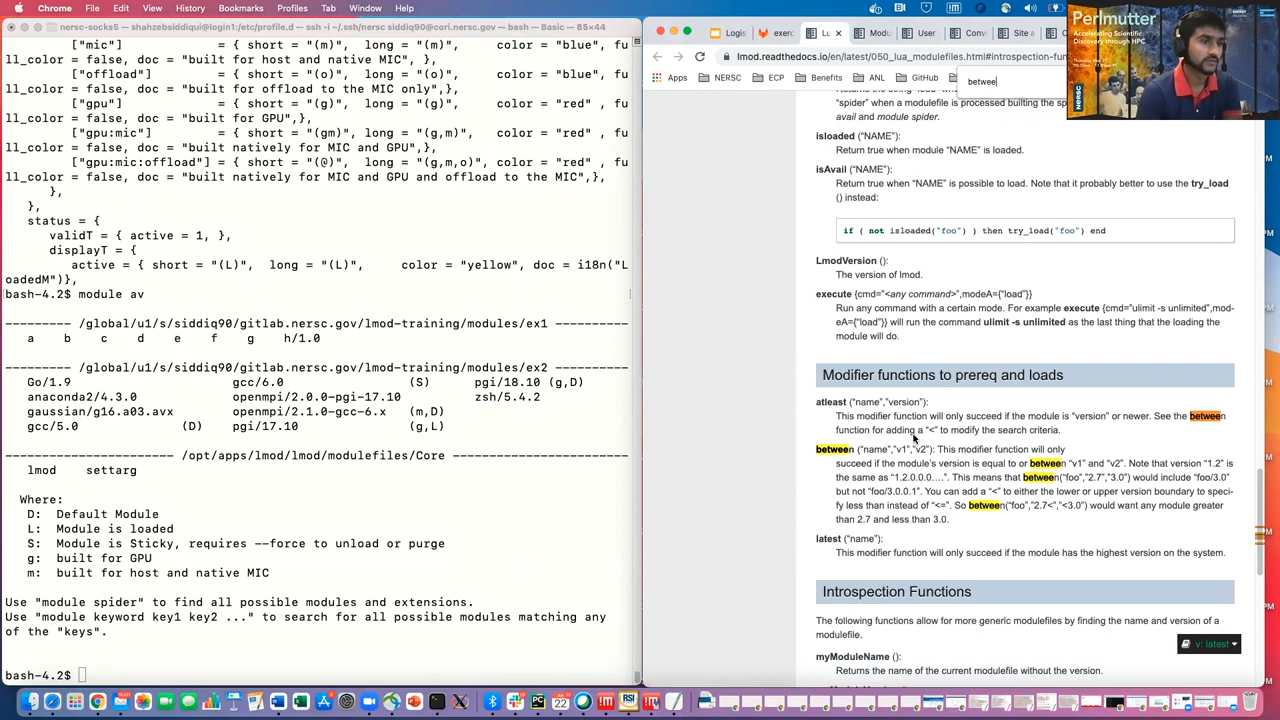 Chrome File Edit View History Bookmarks Profiles Tab Window Help
nersc-socks5 — shahzebsiddiqui@login1:/etc/profile.d — ssh -i ~/.ssh/nersc siddiq90@cori.nersc.gov — bash — Basic — 85×44
["mic"] = { short = "(m)", long = "(m)", color = "blue", fu
ll_color = false, doc = "built for host and native MIC", },
["offload"] = { short = "(o)", long = "(o)", color = "blue", fu
ll_color = false, doc = "built for offload to the MIC only",},
["gpu"] = { short = "(g)", long = "(g)", color = "red" , fu
ll_color = false, doc = "built for GPU",},
["gpu:mic"] = { short = "(gm)", long = "(g,m)", color = "red" , fu
ll_color = false, doc = "built natively for MIC and GPU",},
["gpu:mic:offload"] = { short = "(@)", long = "(g,m,o)", color = "red" , fu
ll_color = false, doc = "built natively for MIC and GPU and offload to the MIC",},
},
},
status = {
validT = { active = 1, },
displayT = {
active = { short = "(L)", long = "(L)", color = "yellow", doc = i18n("L
oadedM")},
bash-4.2$ module av
--------- /global/u1/s/siddiq90/gitlab.nersc.gov/lmod-training/modules/ex1 ----------
a b c d e f g h/1.0
--------- /global/u1/s/siddiq90/gitlab.nersc.gov/lmod-training/modules/ex2 ----------
Go/1.9 gcc/6.0 (S) pgi/18.10 (g,D)
anaconda2/4.3.0 openmpi/2.0.0-pgi-17.10 zsh/5.4.2
gaussian/g16.a03.avx openmpi/2.1.0-gcc-6.x (m,D)
gcc/5.0 (D) pgi/17.10 (g,L)
------------------------ /opt/apps/lmod/lmod/modulefiles/Core -----------------------
lmod settarg
Where:
D: Default Module
L: Module is loaded
S: Module is Sticky, requires --force to unload or purge
g: built for GPU
m: built for host and native MIC
Use "module spider" to find all possible modules and extensions.
Use "module keyword key1 key2 ..." to search for all possible modules matching any
of the "keys".
bash-4.2$
Logis exerc Lu Modu User Conv Site a
lmod.readthedocs.io/en/latest/050_lua_modulefiles.html#introspection-fun
Apps NERSC ECP Benefits ANL GitHub
betwee
Perlmutter
Accelerating Scientific
Discovery through HPC
NERSC
"spider" when a modulefile is processed builting the sp
avail and module spider.
isloaded ("NAME"):
Return true when module "NAME" is loaded.
isAvail ("NAME"):
Return true when "NAME" is possible to load. Note that it probably better to use the try_load
() instead:
if ( not isloaded("foo") ) then try_load("foo") end
LmodVersion ():
The version of lmod.
execute {cmd="<any command>",modeA={"load"}}
Run any command with a certain mode. For example execute {cmd="ulimit -s unlimited",mod-
eA={"load"}} will run the command ulimit -s unlimited as the last thing that the loading the
module will do.
Modifier functions to prereq and loads
atleast ("name","version"):
This modifier function will only succeed if the module is "version" or newer. See the between
function for adding a "<" to modify the search criteria.
between ("name","v1","v2"): This modifier function will only
succeed if the module's version is equal to or between "v1" and "v2". Note that version "1.2" is
the same as "1.2.0.0.0....". This means that between("foo","2.7","3.0") would include "foo/3.0"
but not "foo/3.0.0.1". You can add a "<" to either the lower or upper version boundary to speci-
fy less than instead of "<=". So between("foo","2.7<","<3.0") would want any module greater
than 2.7 and less than 3.0.
latest ("name"):
This modifier function will only succeed if the module has the highest version on the system.
Introspection Functions
The following functions allow for more generic modulefiles by finding the name and version of a
modulefile.
myModuleName ():
Returns the name of the current modulefile without the version.
v: latest